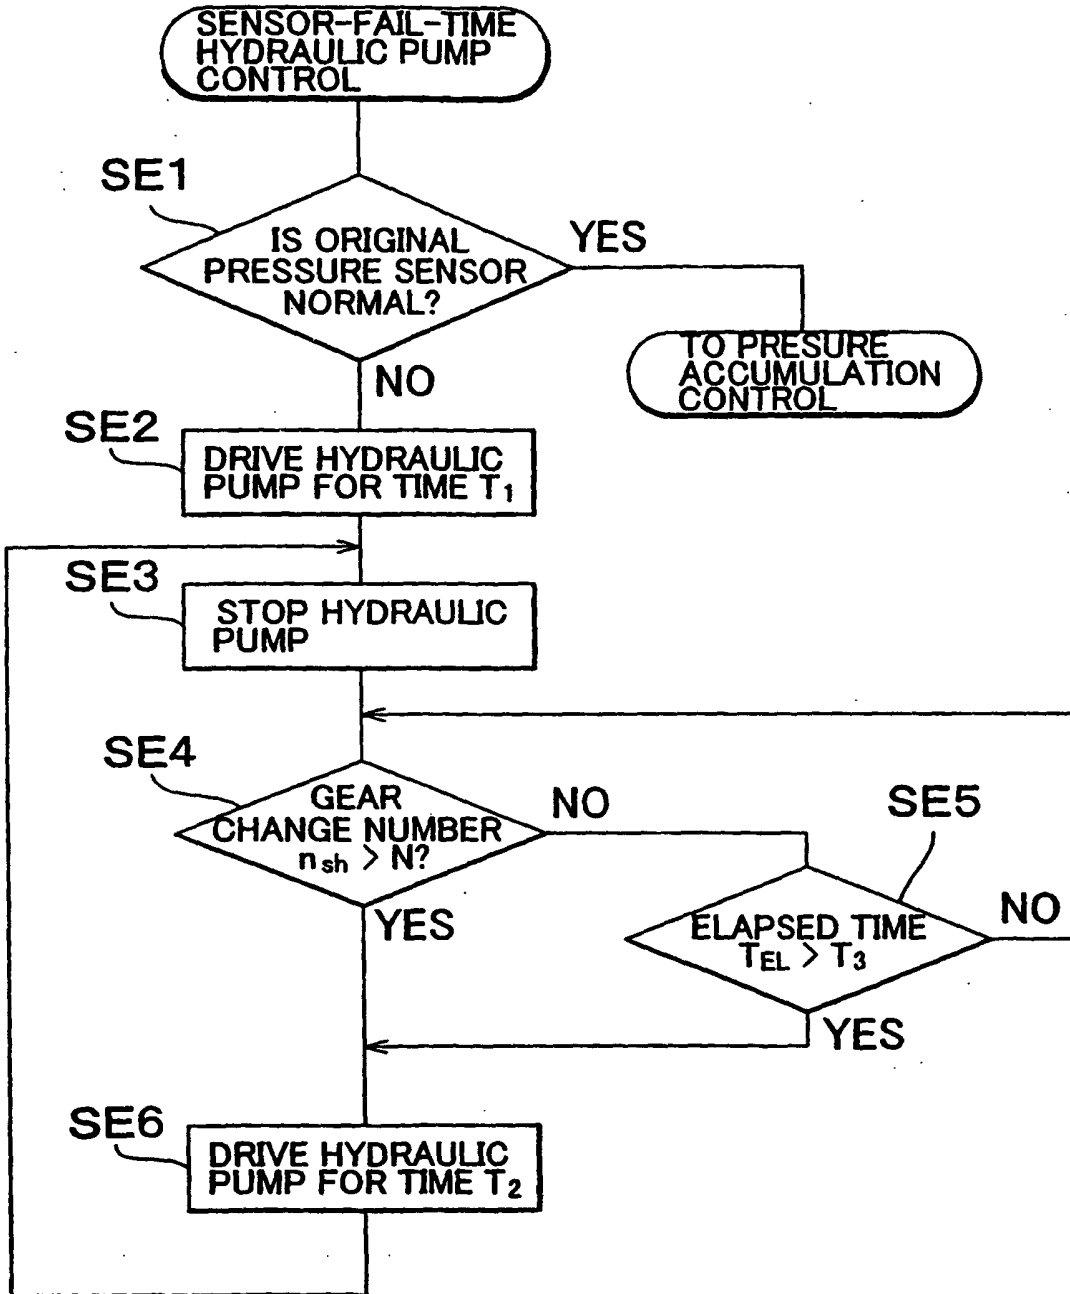 SENSOR-FAIL-TIME
HYDRAULIC PUMP
CONTROL
SE1
IS ORIGINAL
PRESSURE SENSOR
NORMAL?
YES
NO
TO PRESURE
ACCUMULATION
CONTROL
SE2
DRIVE HYDRAULIC
PUMP FOR TIME T1
SE3
STOP HYDRAULIC
PUMP
SE4
GEAR
CHANGE NUMBER
nsh > N?
NO
YES
SE5
ELAPSED TIME
TEL > T3
NO
YES
SE6
DRIVE HYDRAULIC
PUMP FOR TIME T2